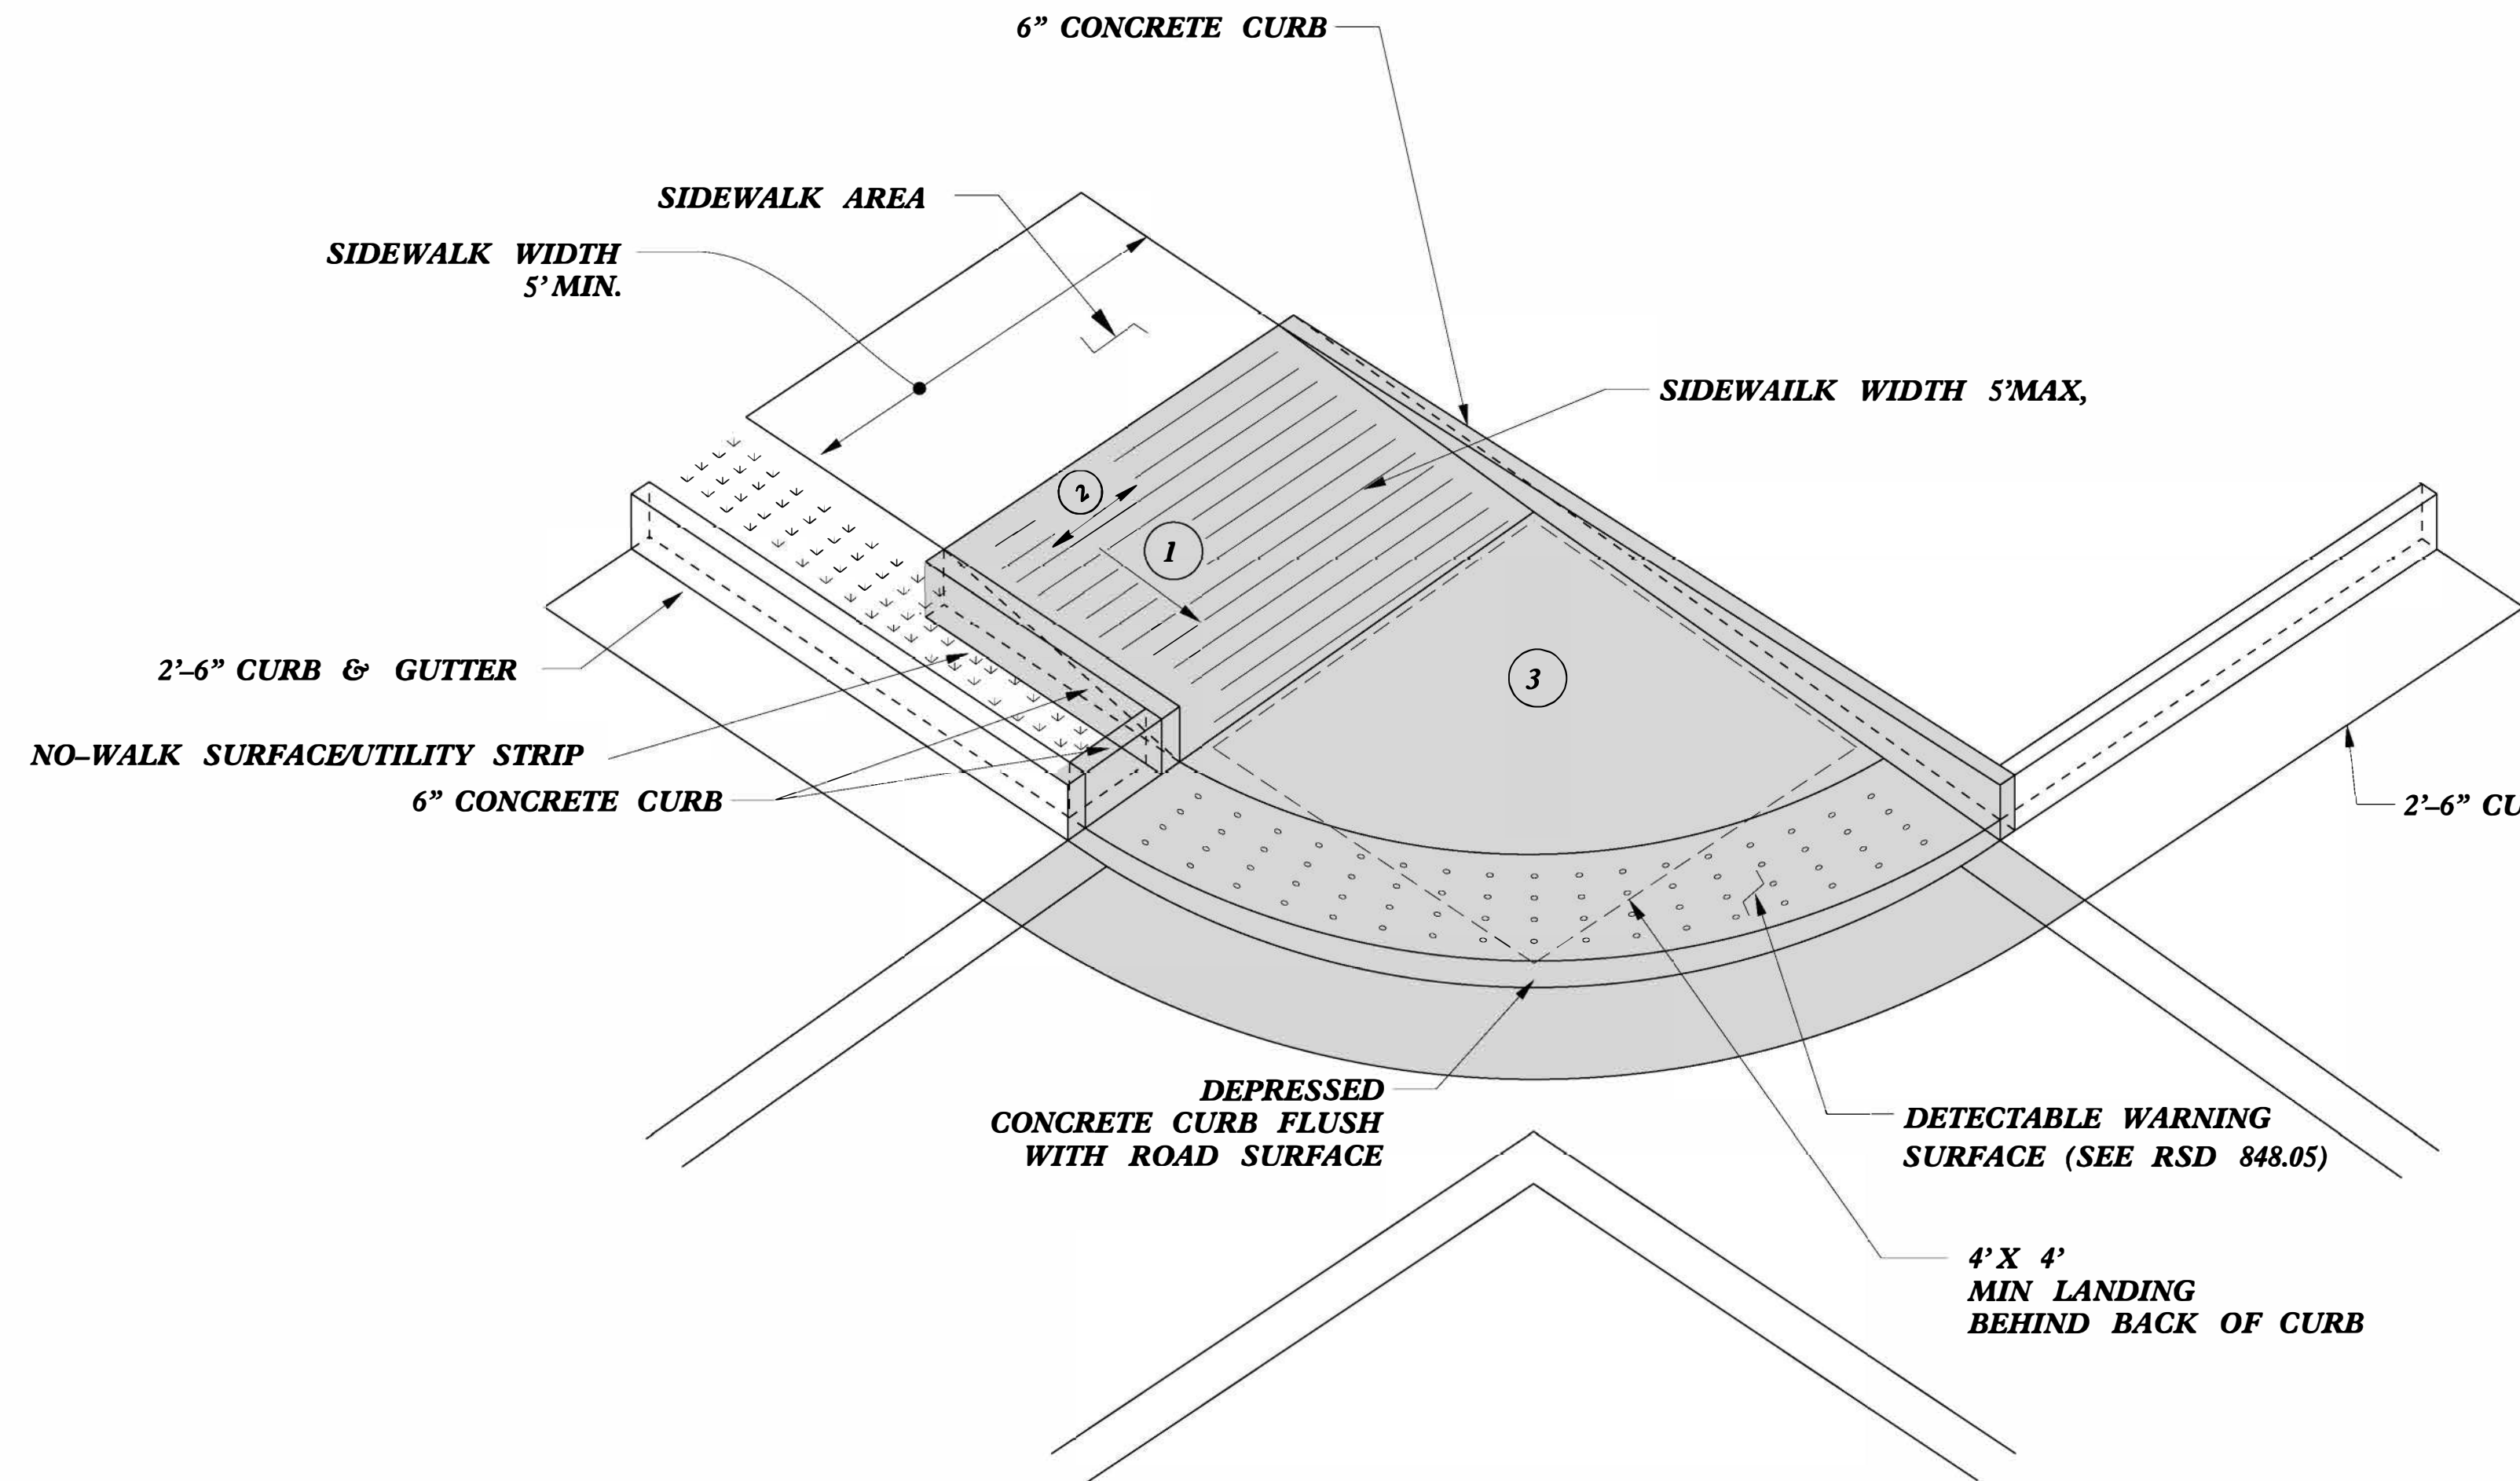 6” CONCRETE CURB
SIDEWALK AREA
SIDEWALK WIDTH
5’ MIN.
SIDEWAILK WIDTH 5’MAX,
2
1
3
2’–6” CURB & GUTTER
NO–WALK SURFACE/UTILITY STRIP
6” CONCRETE CURB
2’–6” CU
DEPRESSED
CONCRETE CURB FLUSH
WITH ROAD SURFACE
DETECTABLE WARNING
SURFACE (SEE RSD 848.05)
4’ X 4’
MIN LANDING
BEHIND BACK OF CURB